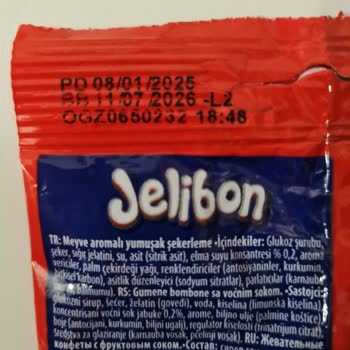 PD 08/01/2025
BB 11/07/2026 -L2
OGZ0650232 18:48
Jelibon
TR: Meyve aromalı yumuşak şekerleme •İçindekiler: Glukoz şurubu,
şeker, sığır jelatini, su, asit (sitrik asit), elma suyu konsantresi % 0,2, aroma
vericiler, palm çekirdeği yağı, renklendiriciler (antosiyaninler, kurkumin,
bitkisel karbon), asitlik düzenleyici (sodyum sitratlar), parlatıcılar (karnauba
RS: Gumene bombone sa voćnim sokom. •Sastojci:
glukozni sirup, šećer, želatin (goveđi), voda, kiselina (limunska kiselina)
koncentrisani voćni sok jabuke 0,2%, arome, biljno ulje (palmine koštice)
boje (antocijani, kurkumin, biljni ugalj), regulator kiselosti (trinatrijum citrat),
sredstva za glaziranje (karnauba vosak, pčelinji vosak). RU: Жевательные
конфеты с фруктовым соком. •Состав: